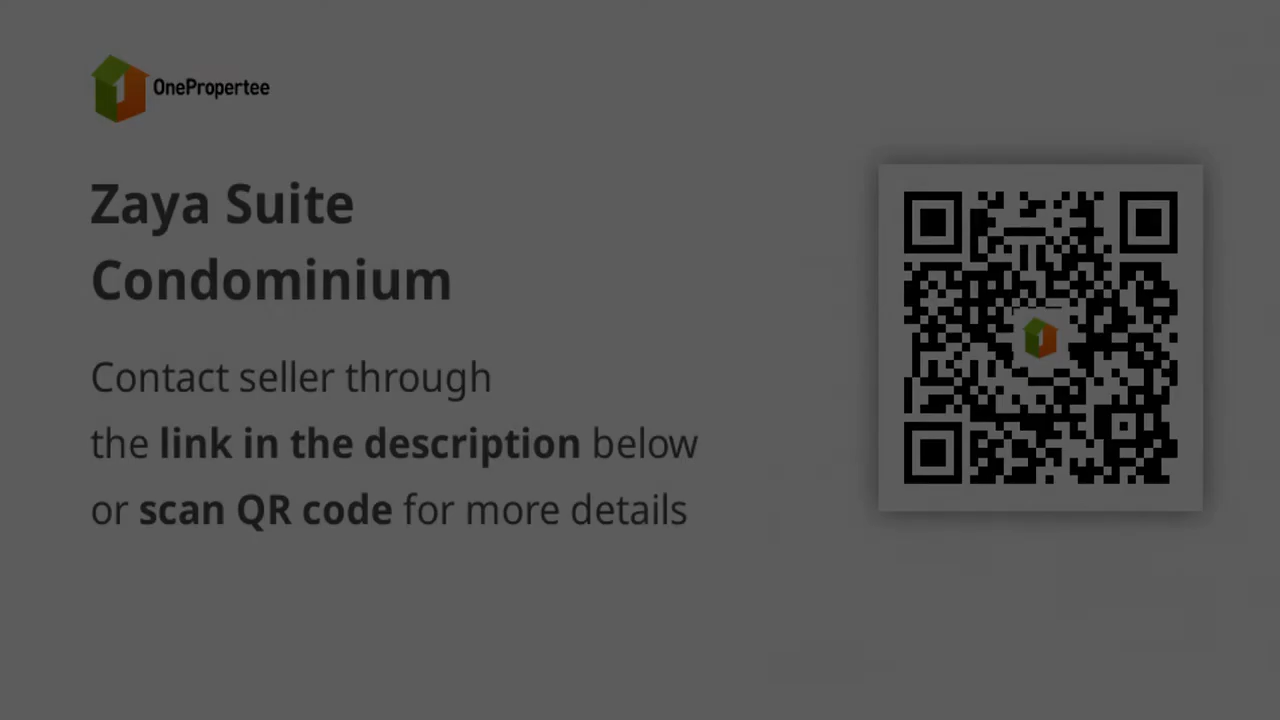 OnePropertee
Zaya Suite
Condominium
Contact seller through
the link in the description below
or scan QR code for more details